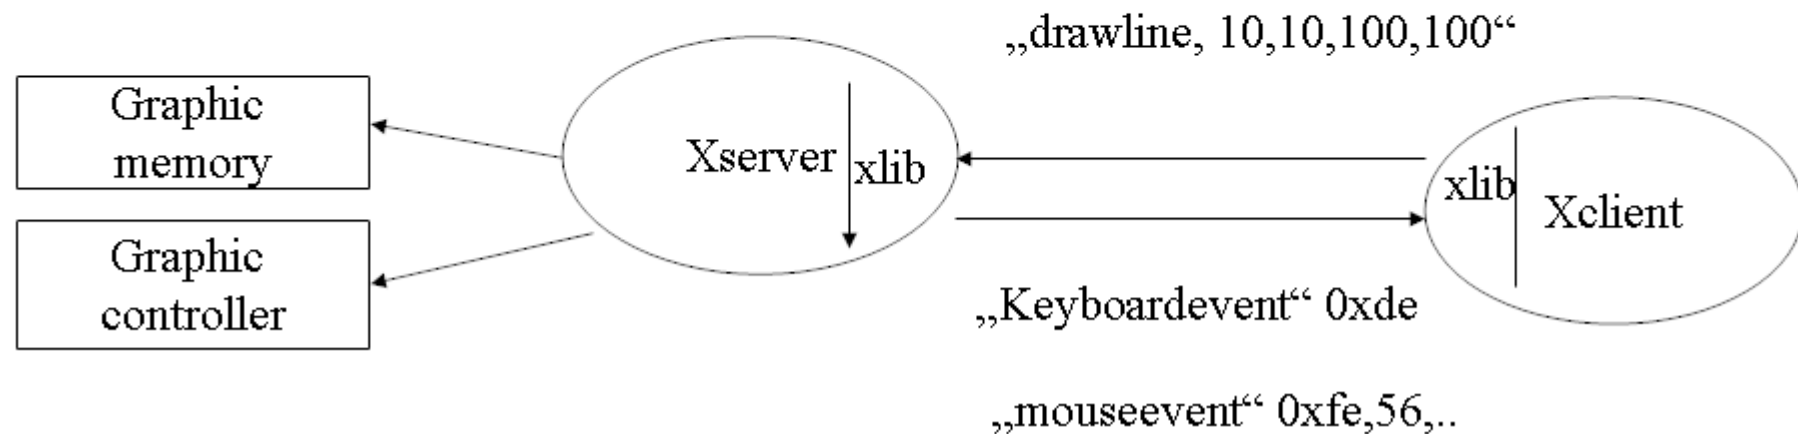 „drawline, 10,10,100,100“
Graphic
memory
Xserver
xlib
xlib
Xclient
Graphic
controller
„Keyboardevent“ 0xde
„mouseevent“ 0xfe,56,..